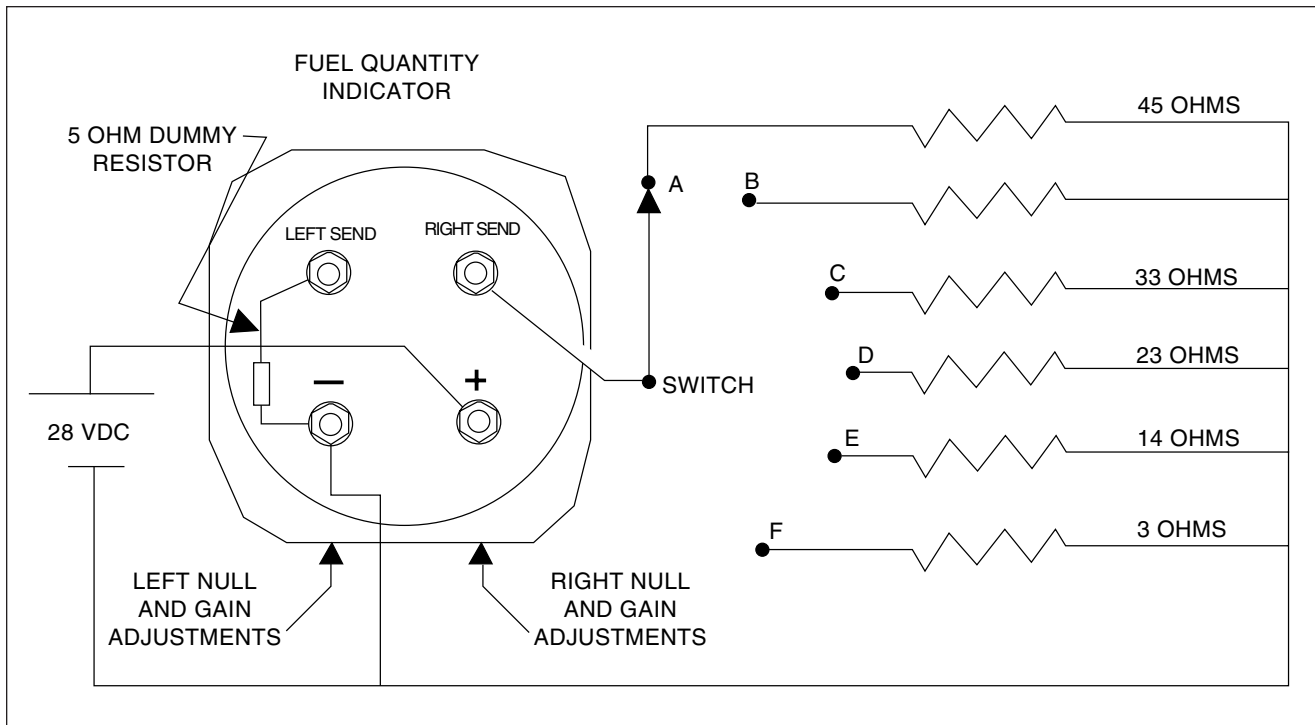 FUEL QUANTITY
INDICATOR
5 OHM DUMMY
RESISTOR
LEFT SEND
RIGHT SEND
−
+
28 VDC
A
B
C
D
E
F
SWITCH
45 OHMS
33 OHMS
23 OHMS
14 OHMS
3 OHMS
LEFT NULL
AND GAIN
ADJUSTMENTS
RIGHT NULL
AND GAIN
ADJUSTMENTS